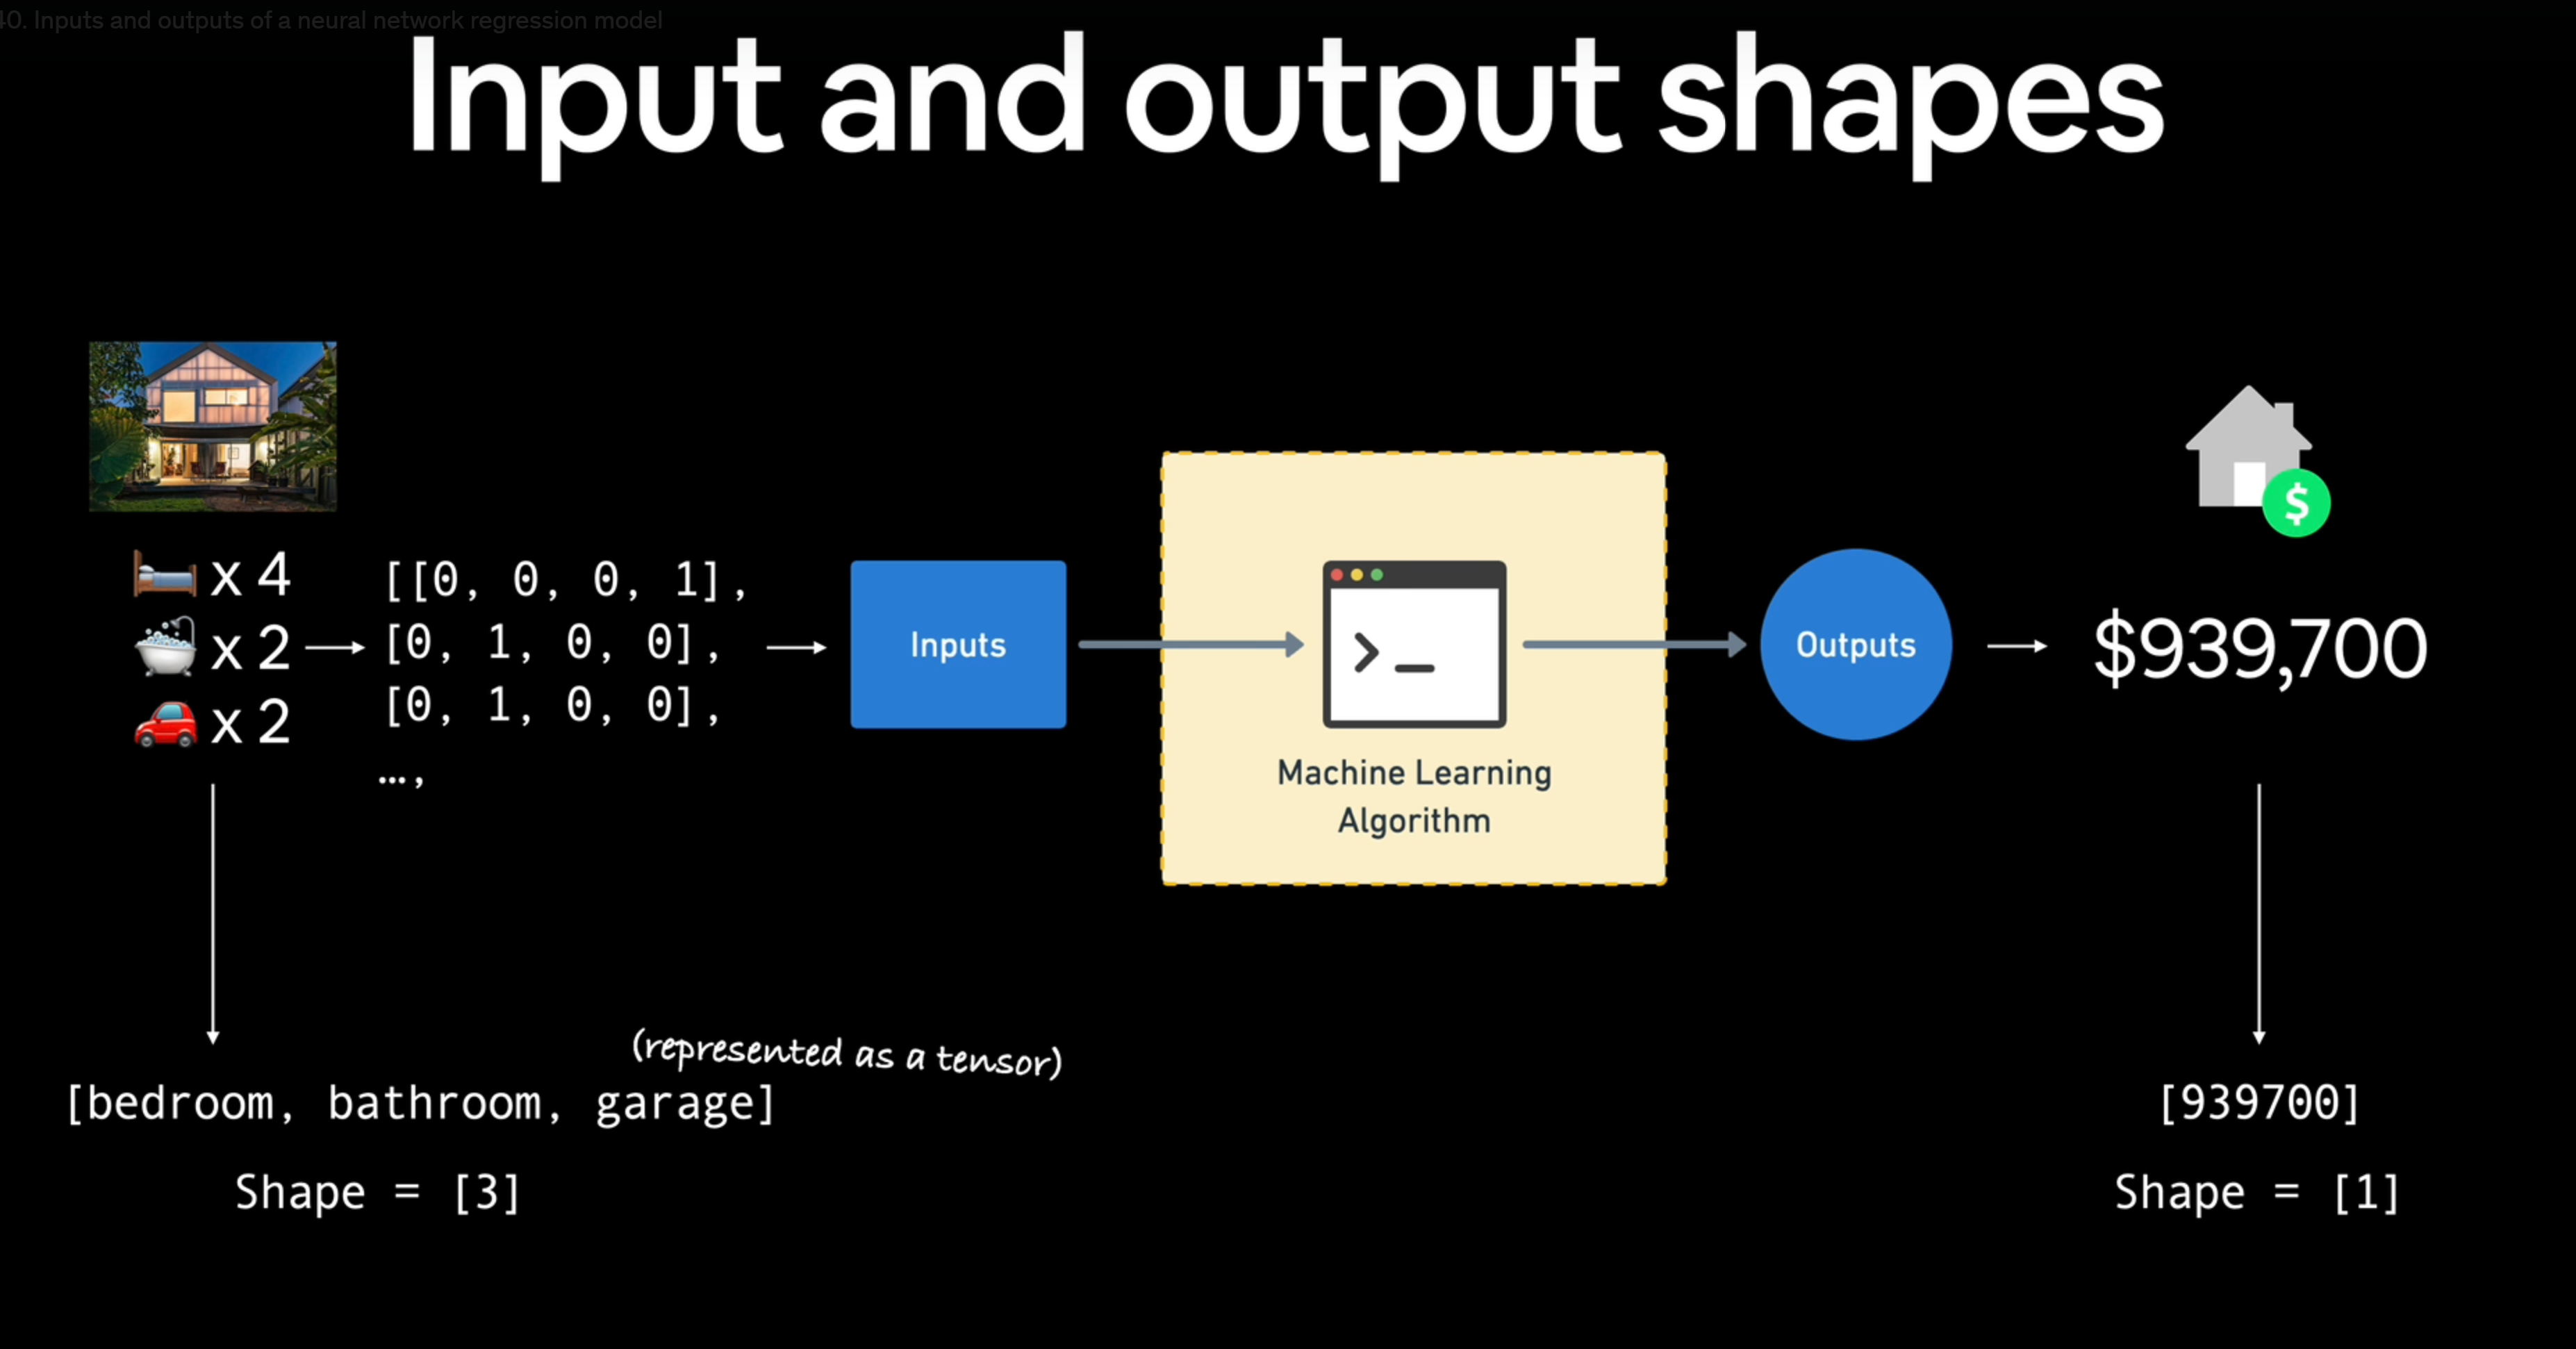 40. Inputs and outputs of a neural network regression model
Input and output shapes
x 4
x 2
x 2
[[0, 0, 0, 1],
[0, 1, 0, 0],
[0, 1, 0, 0],
…,
Inputs
Machine Learning
Algorithm
Outputs
$
$939,700
(represented as a tensor)
[bedroom, bathroom, garage]
Shape = [3]
[939700]
Shape = [1]